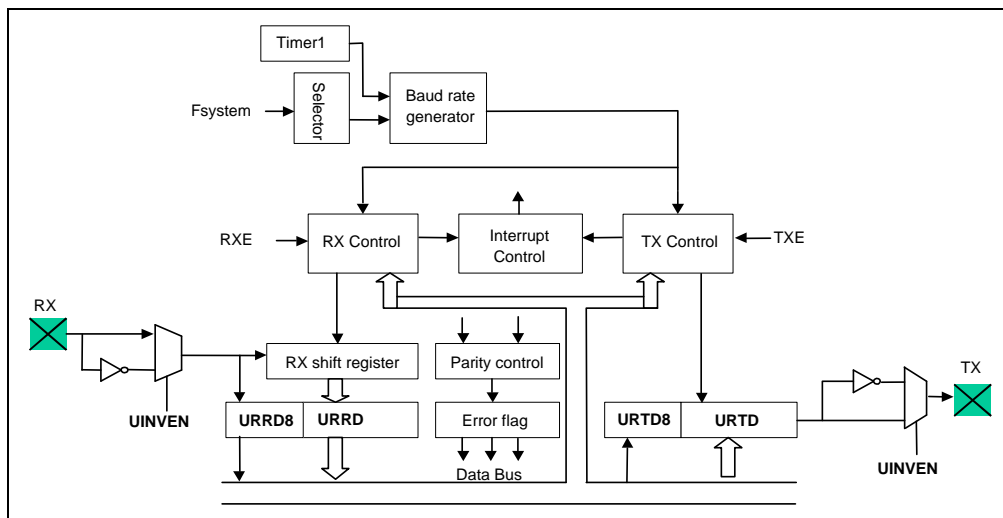 Timer1
Selector
Baud rate
generator
Fsystem
RXE
RX Control
Interrupt
Control
TX Control
TXE
RX
RX shift register
Parity control
TX
UINVEN
URRD8
URRD
Error flag
URTD8
URTD
Data Bus
UINVEN